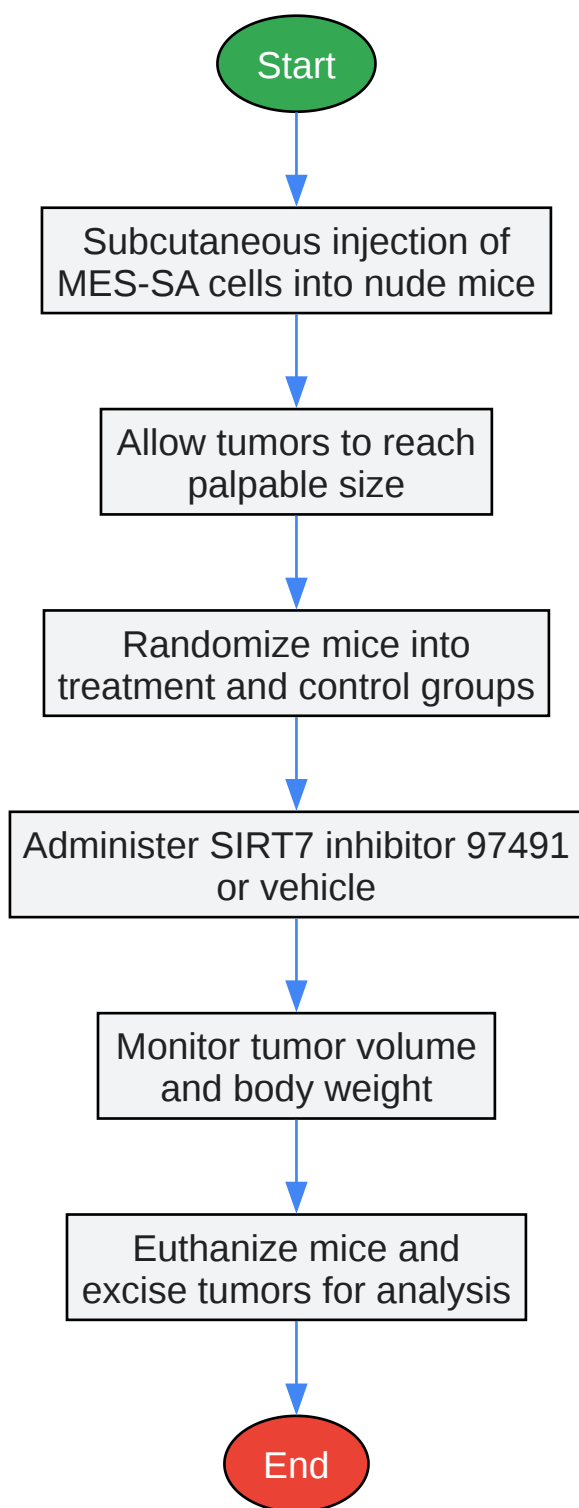 Start
Subcutaneous injection of
MES-SA cells into nude mice
Allow tumors to reach
palpable size
Randomize mice into
treatment and control groups
Administer SIRT7 inhibitor 97491
or vehicle
Monitor tumor volume
and body weight
Euthanize mice and
excise tumors for analysis
End